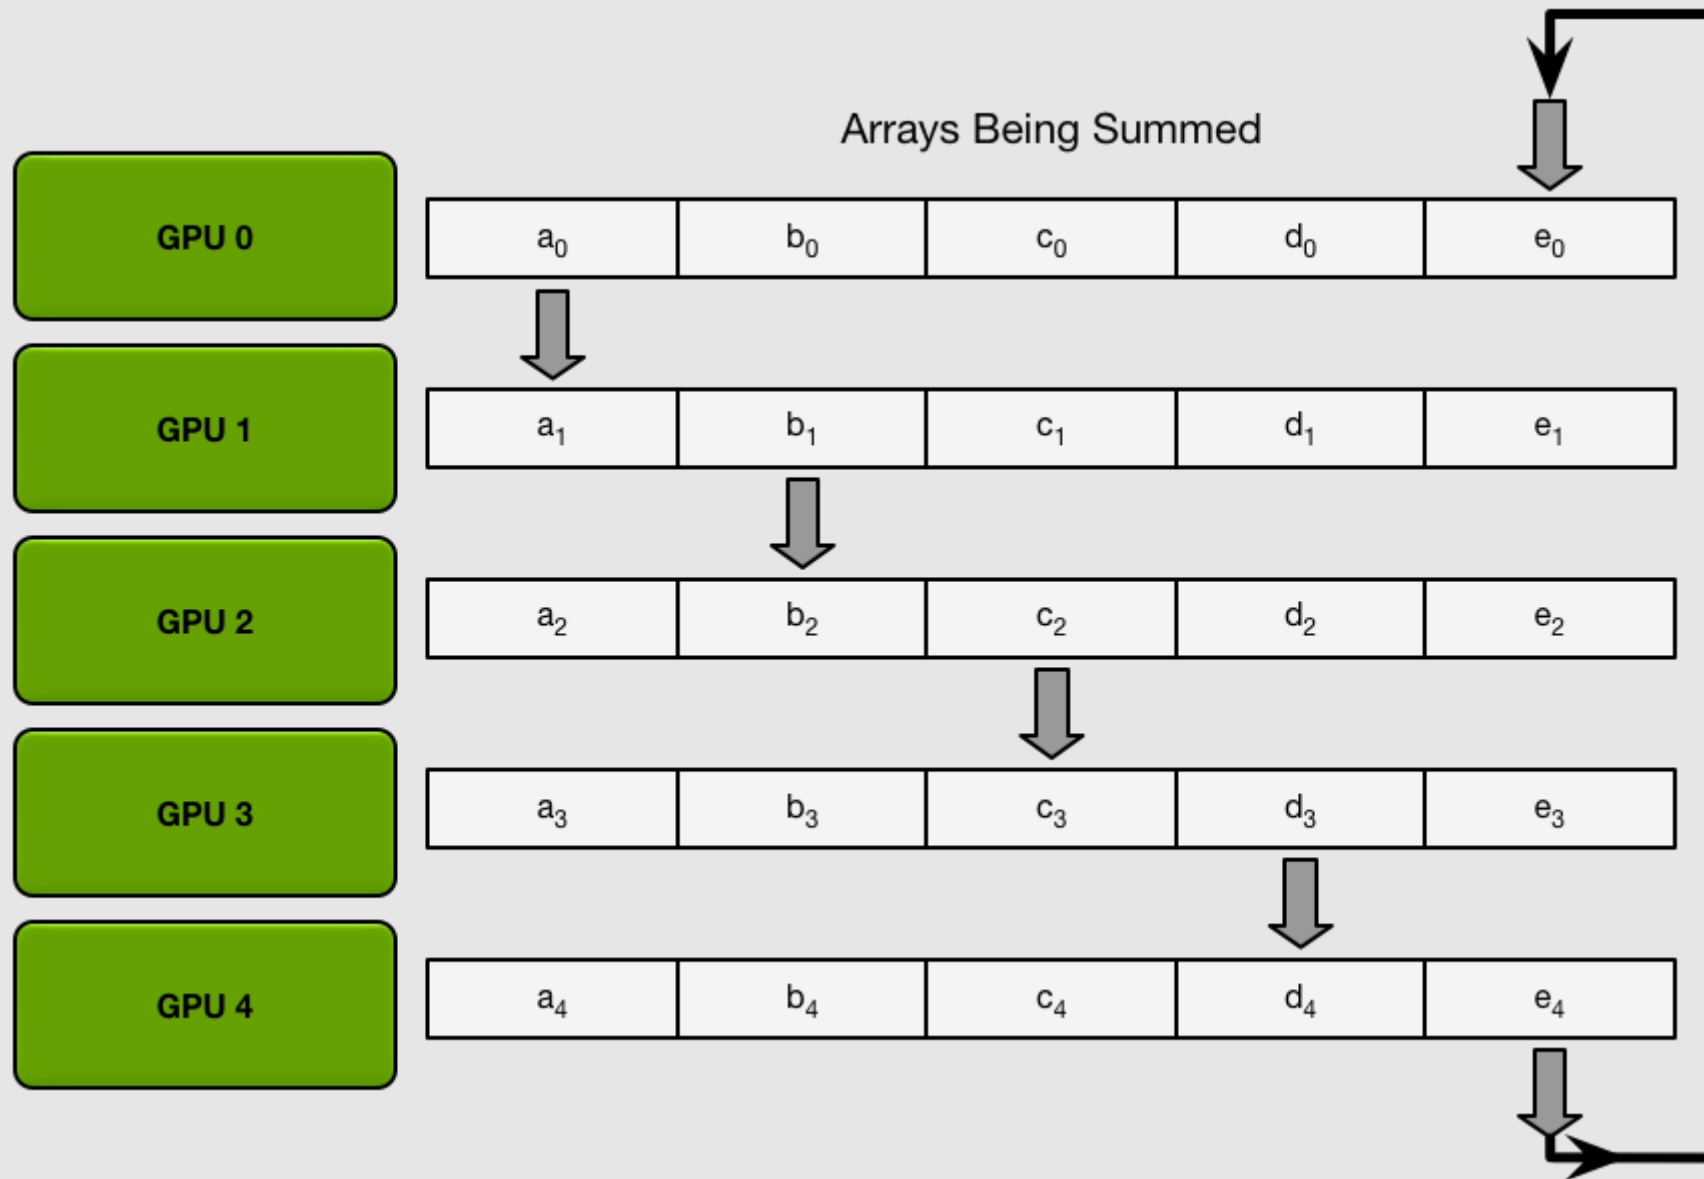 Arrays Being Summed
GPU 0 a₀ b₀ c₀ d₀ e₀
GPU 1 a₁ b₁ c₁ d₁ e₁
GPU 2 a₂ b₂ c₂ d₂ e₂
GPU 3 a₃ b₃ c₃ d₃ e₃
GPU 4 a₄ b₄ c₄ d₄ e₄